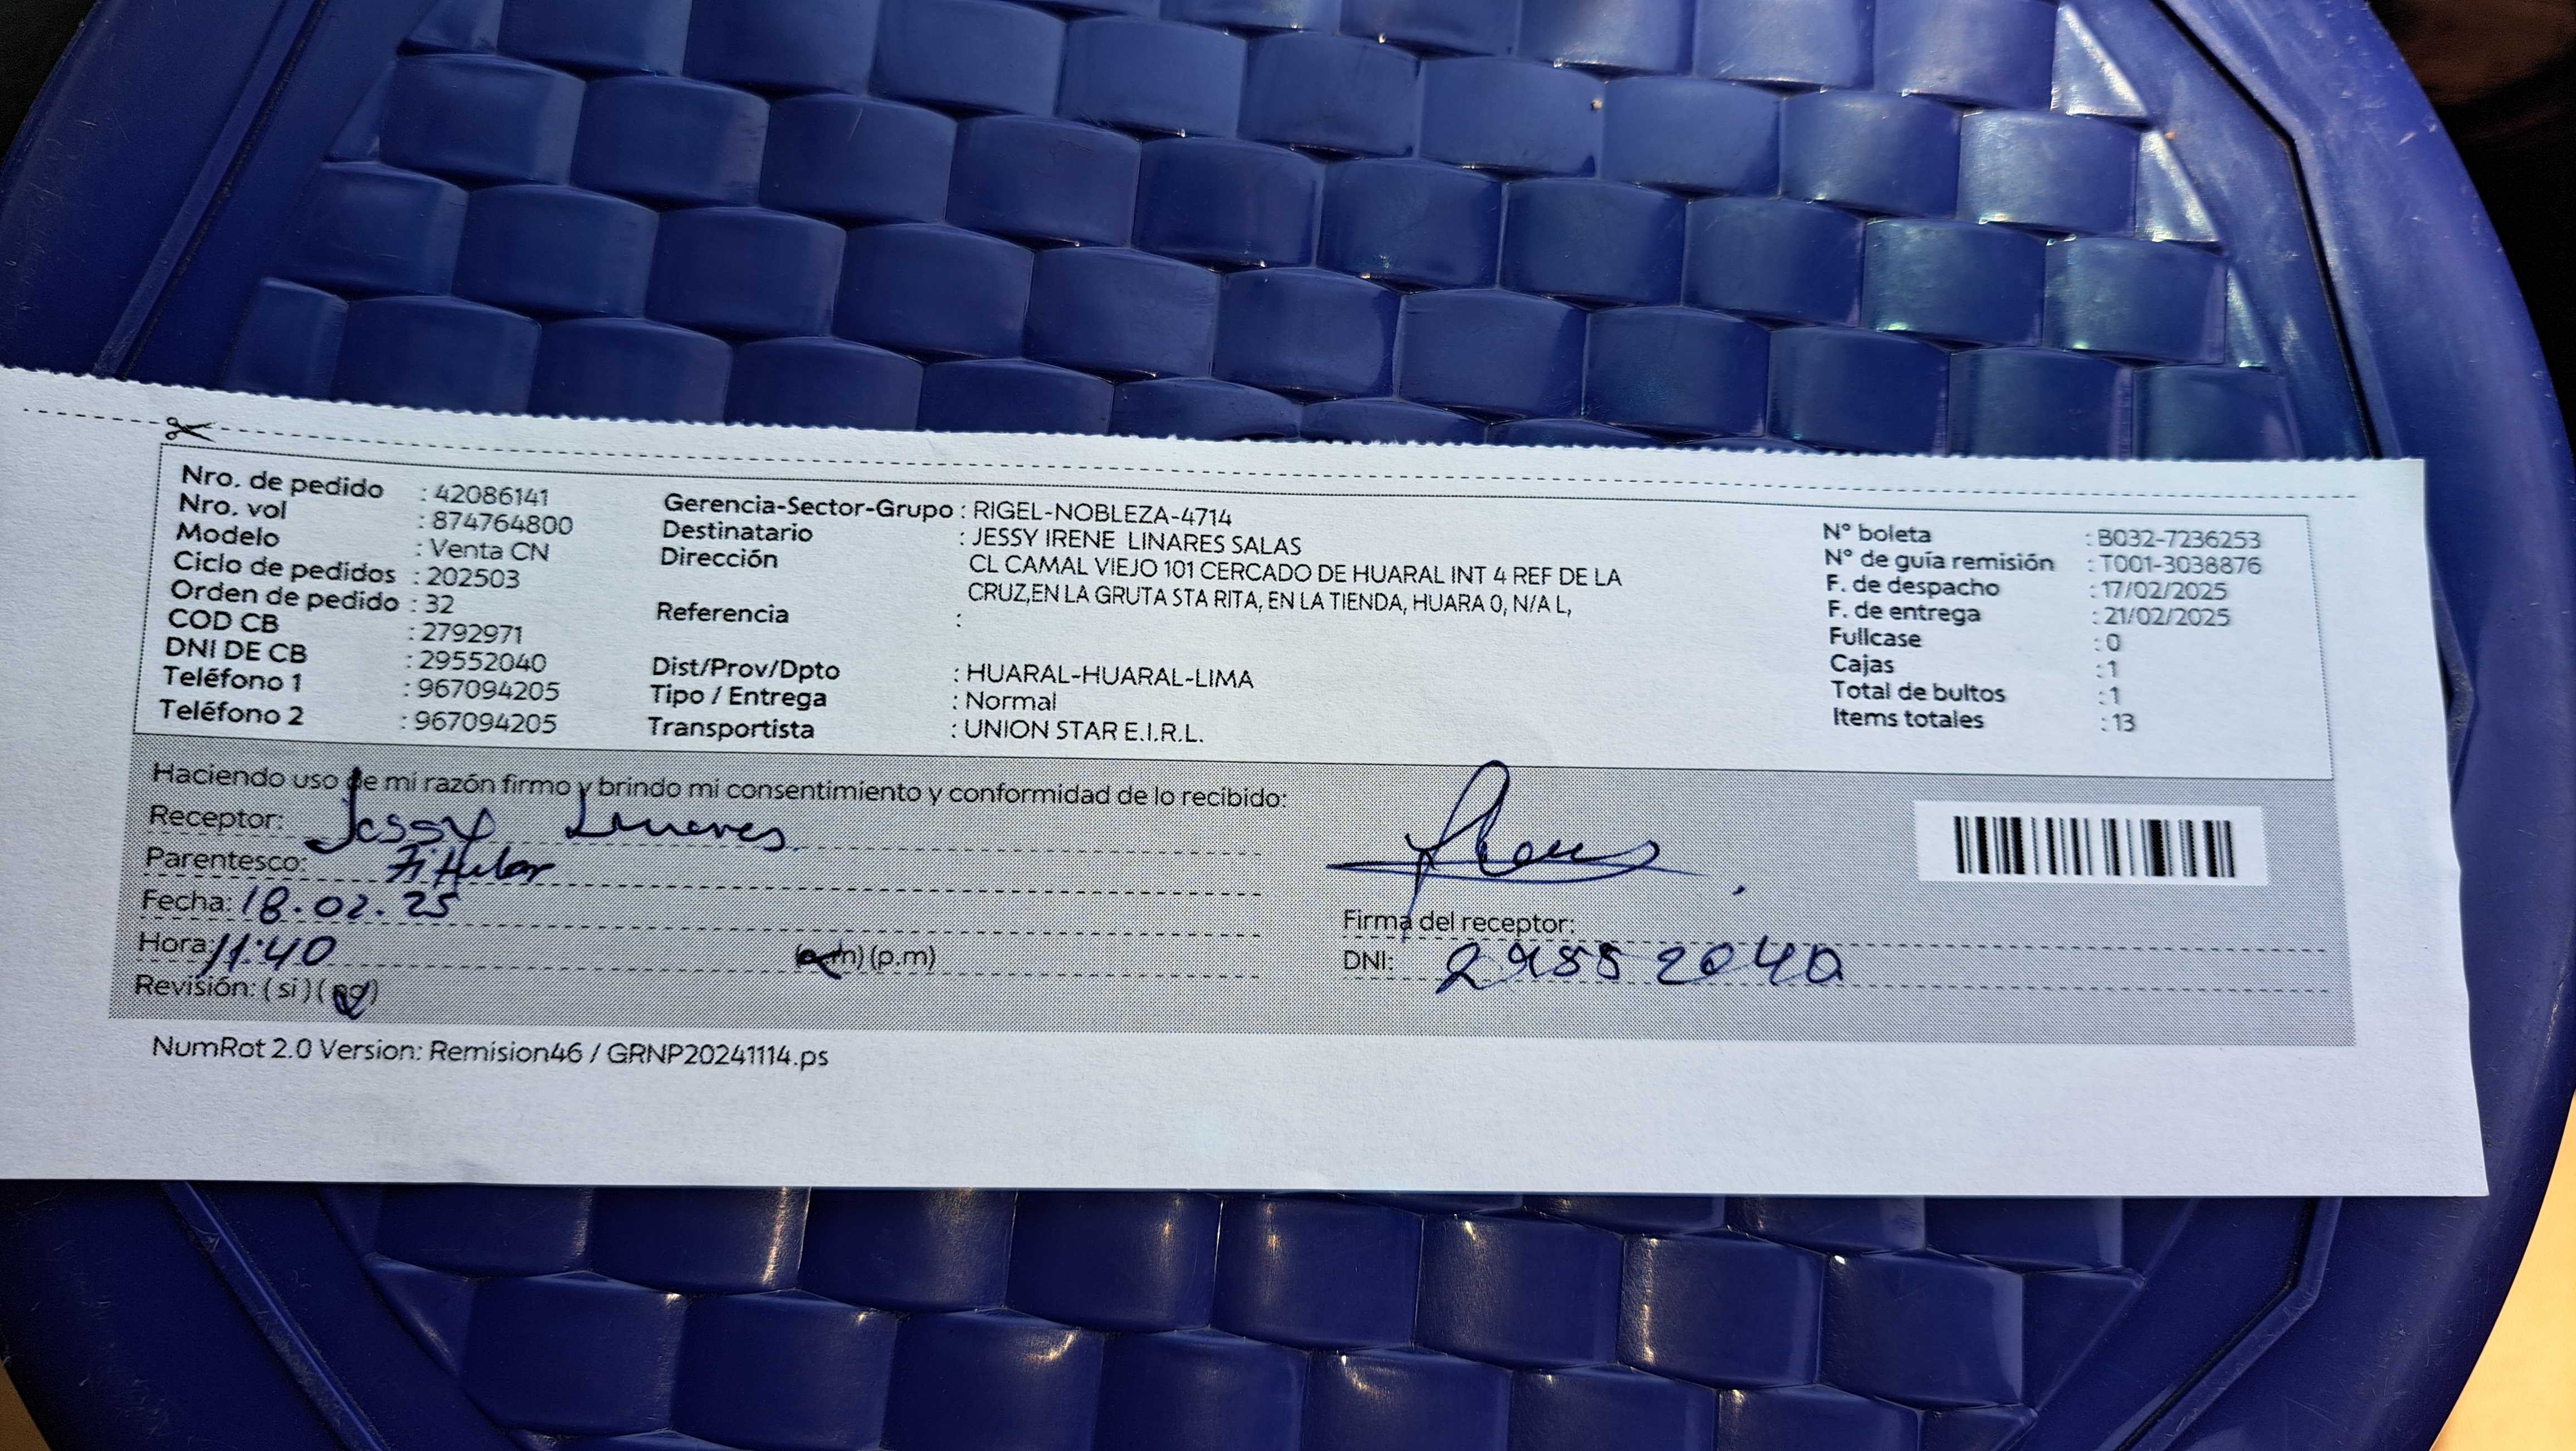 Nro. de pedido : 42086141
Nro. vol : 874764800
Modelo : Venta CN
Ciclo de pedidos : 202503
Orden de pedido : 32
COD CB : 2792971
DNI DE CB : 29552040
Teléfono 1 : 967094205
Teléfono 2 : 967094205
Gerencia-Sector-Grupo : RIGEL-NOBLEZA-4714
Destinatario : JESSY IRENE LINARES SALAS
Dirección CL CAMAL VIEJO 101 CERCADO DE HUARAL INT 4 REF DE LA
CRUZ,EN LA GRUTA STA RITA, EN LA TIENDA, HUARA 0, N/A L,
Referencia :
Dist/Prov/Dpto : HUARAL-HUARAL-LIMA
Tipo / Entrega : Normal
Transportista : UNION STAR E.I.R.L.
N° boleta : B032-7236253
N° de guía remisión : T001-3038876
F. de despacho : 17/02/2025
F. de entrega : 21/02/2025
Fullcase : 0
Cajas : 1
Total de bultos : 1
Items totales : 13
Haciendo uso de mi razón firmo y brindo mi consentimiento y conformidad de lo recibido:
Receptor: Jessy Linares
Parentesco: Titular
Fecha: 18.02.25
Hora: 11:40 (a.m) (p.m)
Revisión: ( si ) ( no )
Firma del receptor:
DNI: 29552040
NumRot 2.0 Version: Remision46 / GRNP20241114.ps